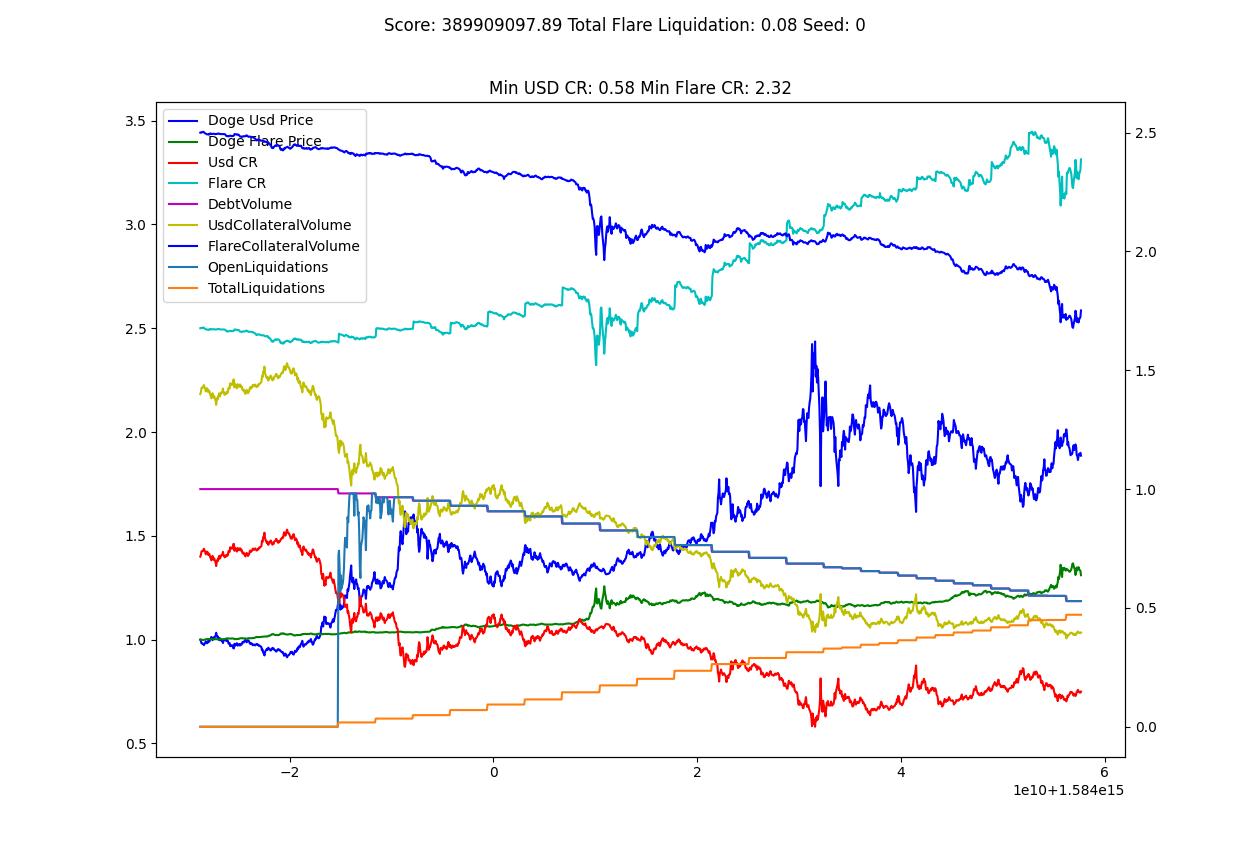 Score: 389909097.89 Total Flare Liquidation: 0.08 Seed: 0
Min USD CR: 0.58 Min Flare CR: 2.32
3.5
3.0
2.5
2.0
1.5
1.0
0.5
Doge Usd Price
Doge Flare Price
Usd CR
Flare CR
DebtVolume
UsdCollateralVolume
FlareCollateralVolume
OpenLiquidations
TotalLiquidations
2.5
2.0
1.5
1.0
0.5
0.0
−2 0 2 4 6
1e10+1.584e15